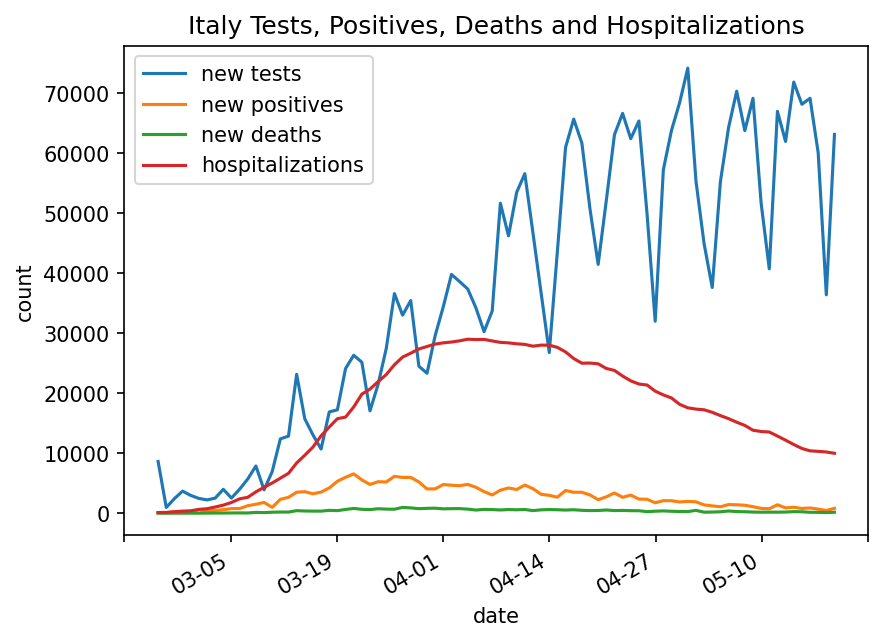 Italy Tests, Positives, Deaths and Hospitalizations
new tests
new positives
new deaths
hospitalizations
70000
60000
50000
40000
30000
20000
10000
0
count
03-05
03-19
04-01
04-14
04-27
05-10
date